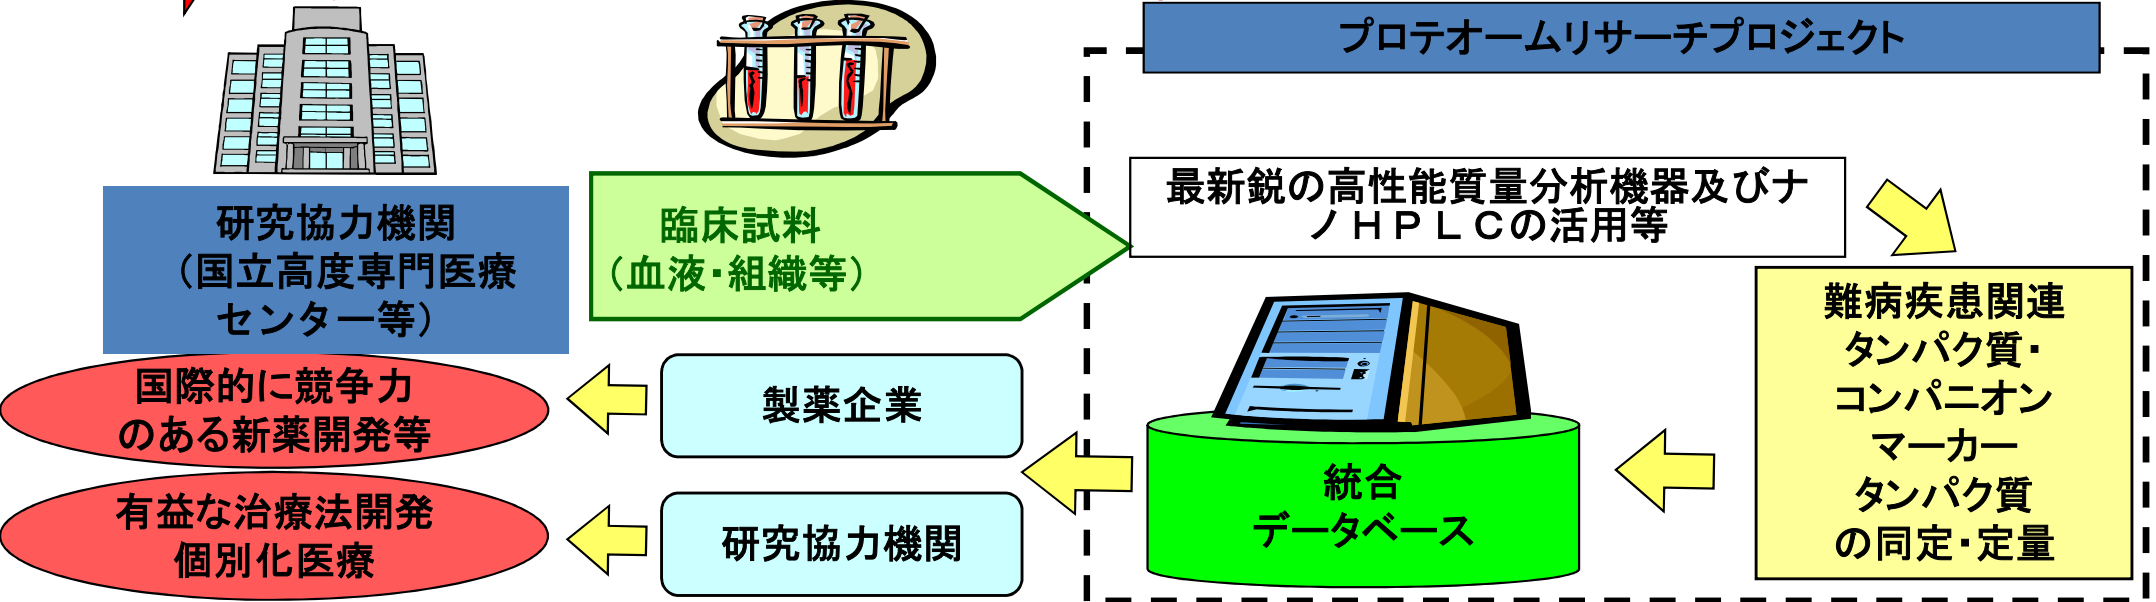 プロテオームリサーチプロジェクト
研究協力機関
（国立高度専門医療
センター等）
臨床試料
（血液・組織等）
最新鋭の高性能質量分析機器及びナ
ノＨＰＬＣの活用等
難病疾患関連
タンパク質・
コンパニオン
マーカー
タンパク質
の同定・定量
統合
データベース
製薬企業
研究協力機関
国際的に競争力
のある新薬開発等
有益な治療法開発
個別化医療